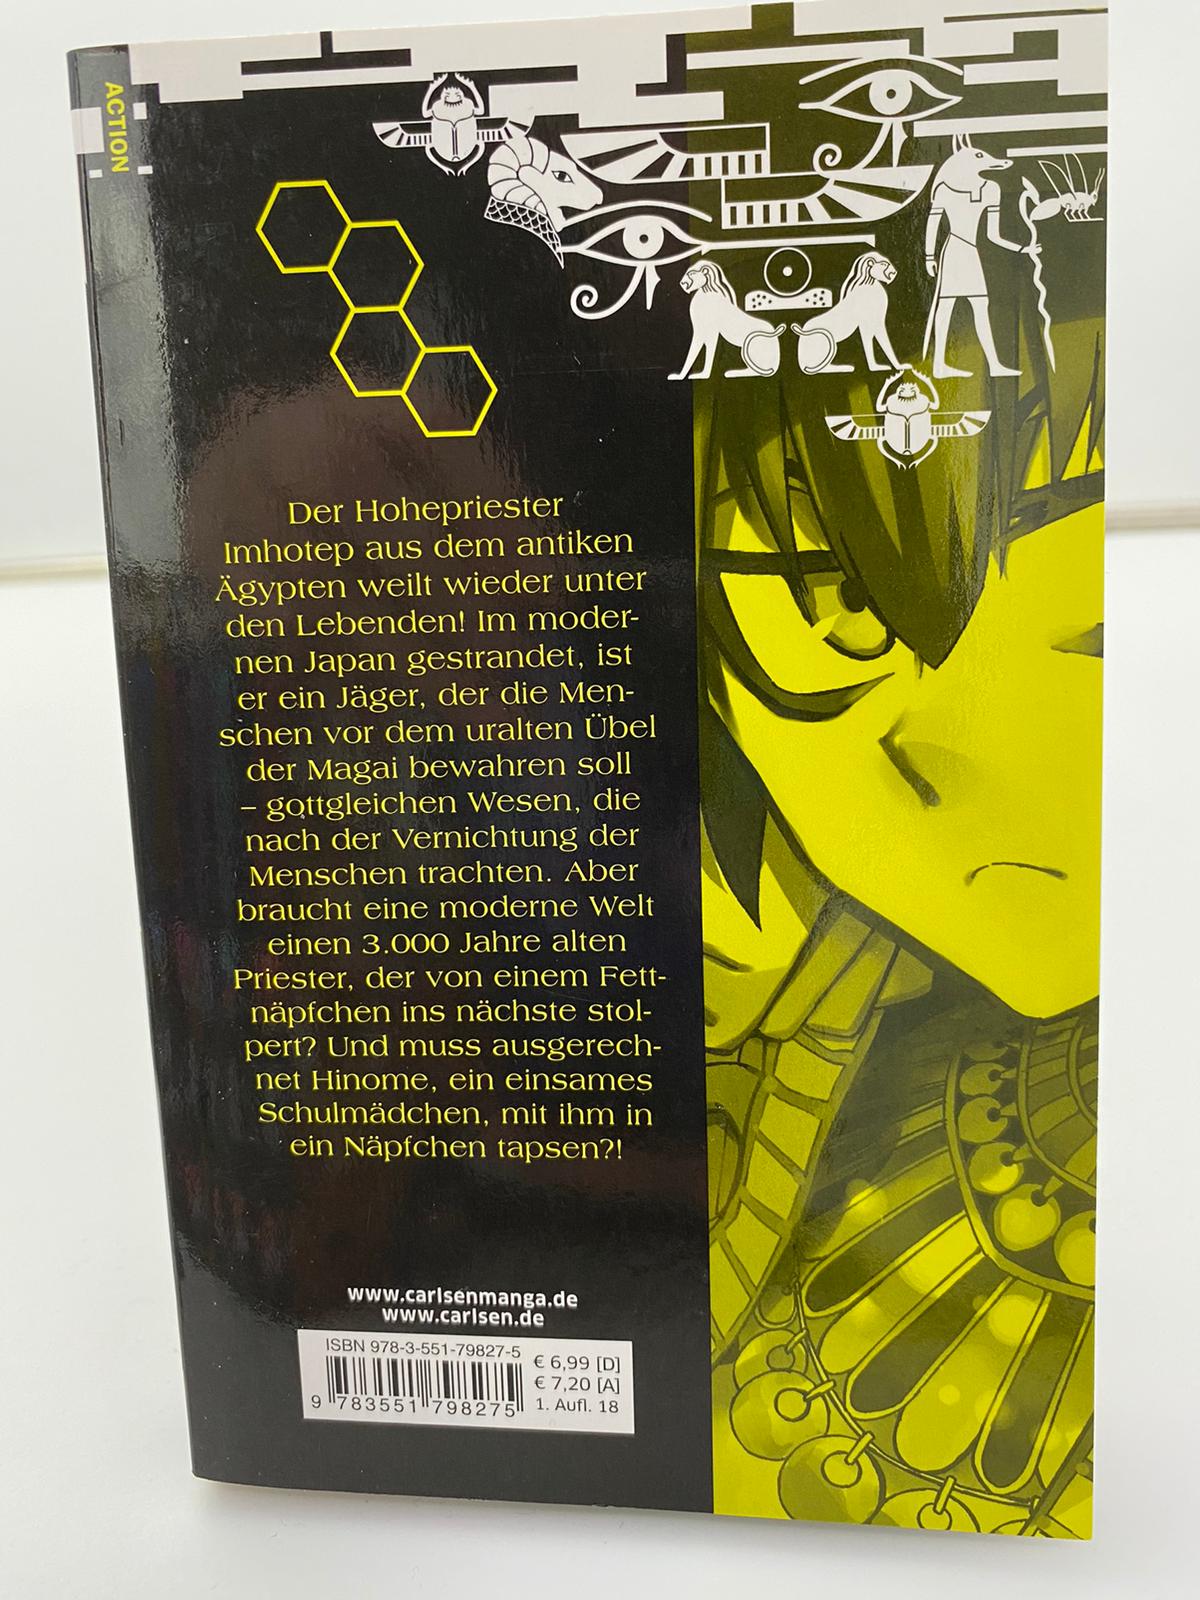 ACTION
Der Hohepriester
Imhotep aus dem antiken
Ägypten weilt wieder unter
den Lebenden! Im moder-
nen Japan gestrandet, ist
er ein Jäger, der die Men-
schen vor dem uralten Übel
der Magai bewahren soll
– gottgleichen Wesen, die
nach der Vernichtung der
Menschen trachten. Aber
braucht eine moderne Welt
einen 3.000 Jahre alten
Priester, der von einem Fett-
näpfchen ins nächste stol-
pert? Und muss ausgerech-
net Hinome, ein einsames
Schulmädchen, mit ihm in
ein Näpfchen tapsen?!
www.carlsenmanga.de
www.carlsen.de
ISBN 978-3-551-79827-5
9 783551 798275
€ 6,99 [D]
€ 7,20 [A]
1. Aufl. 18